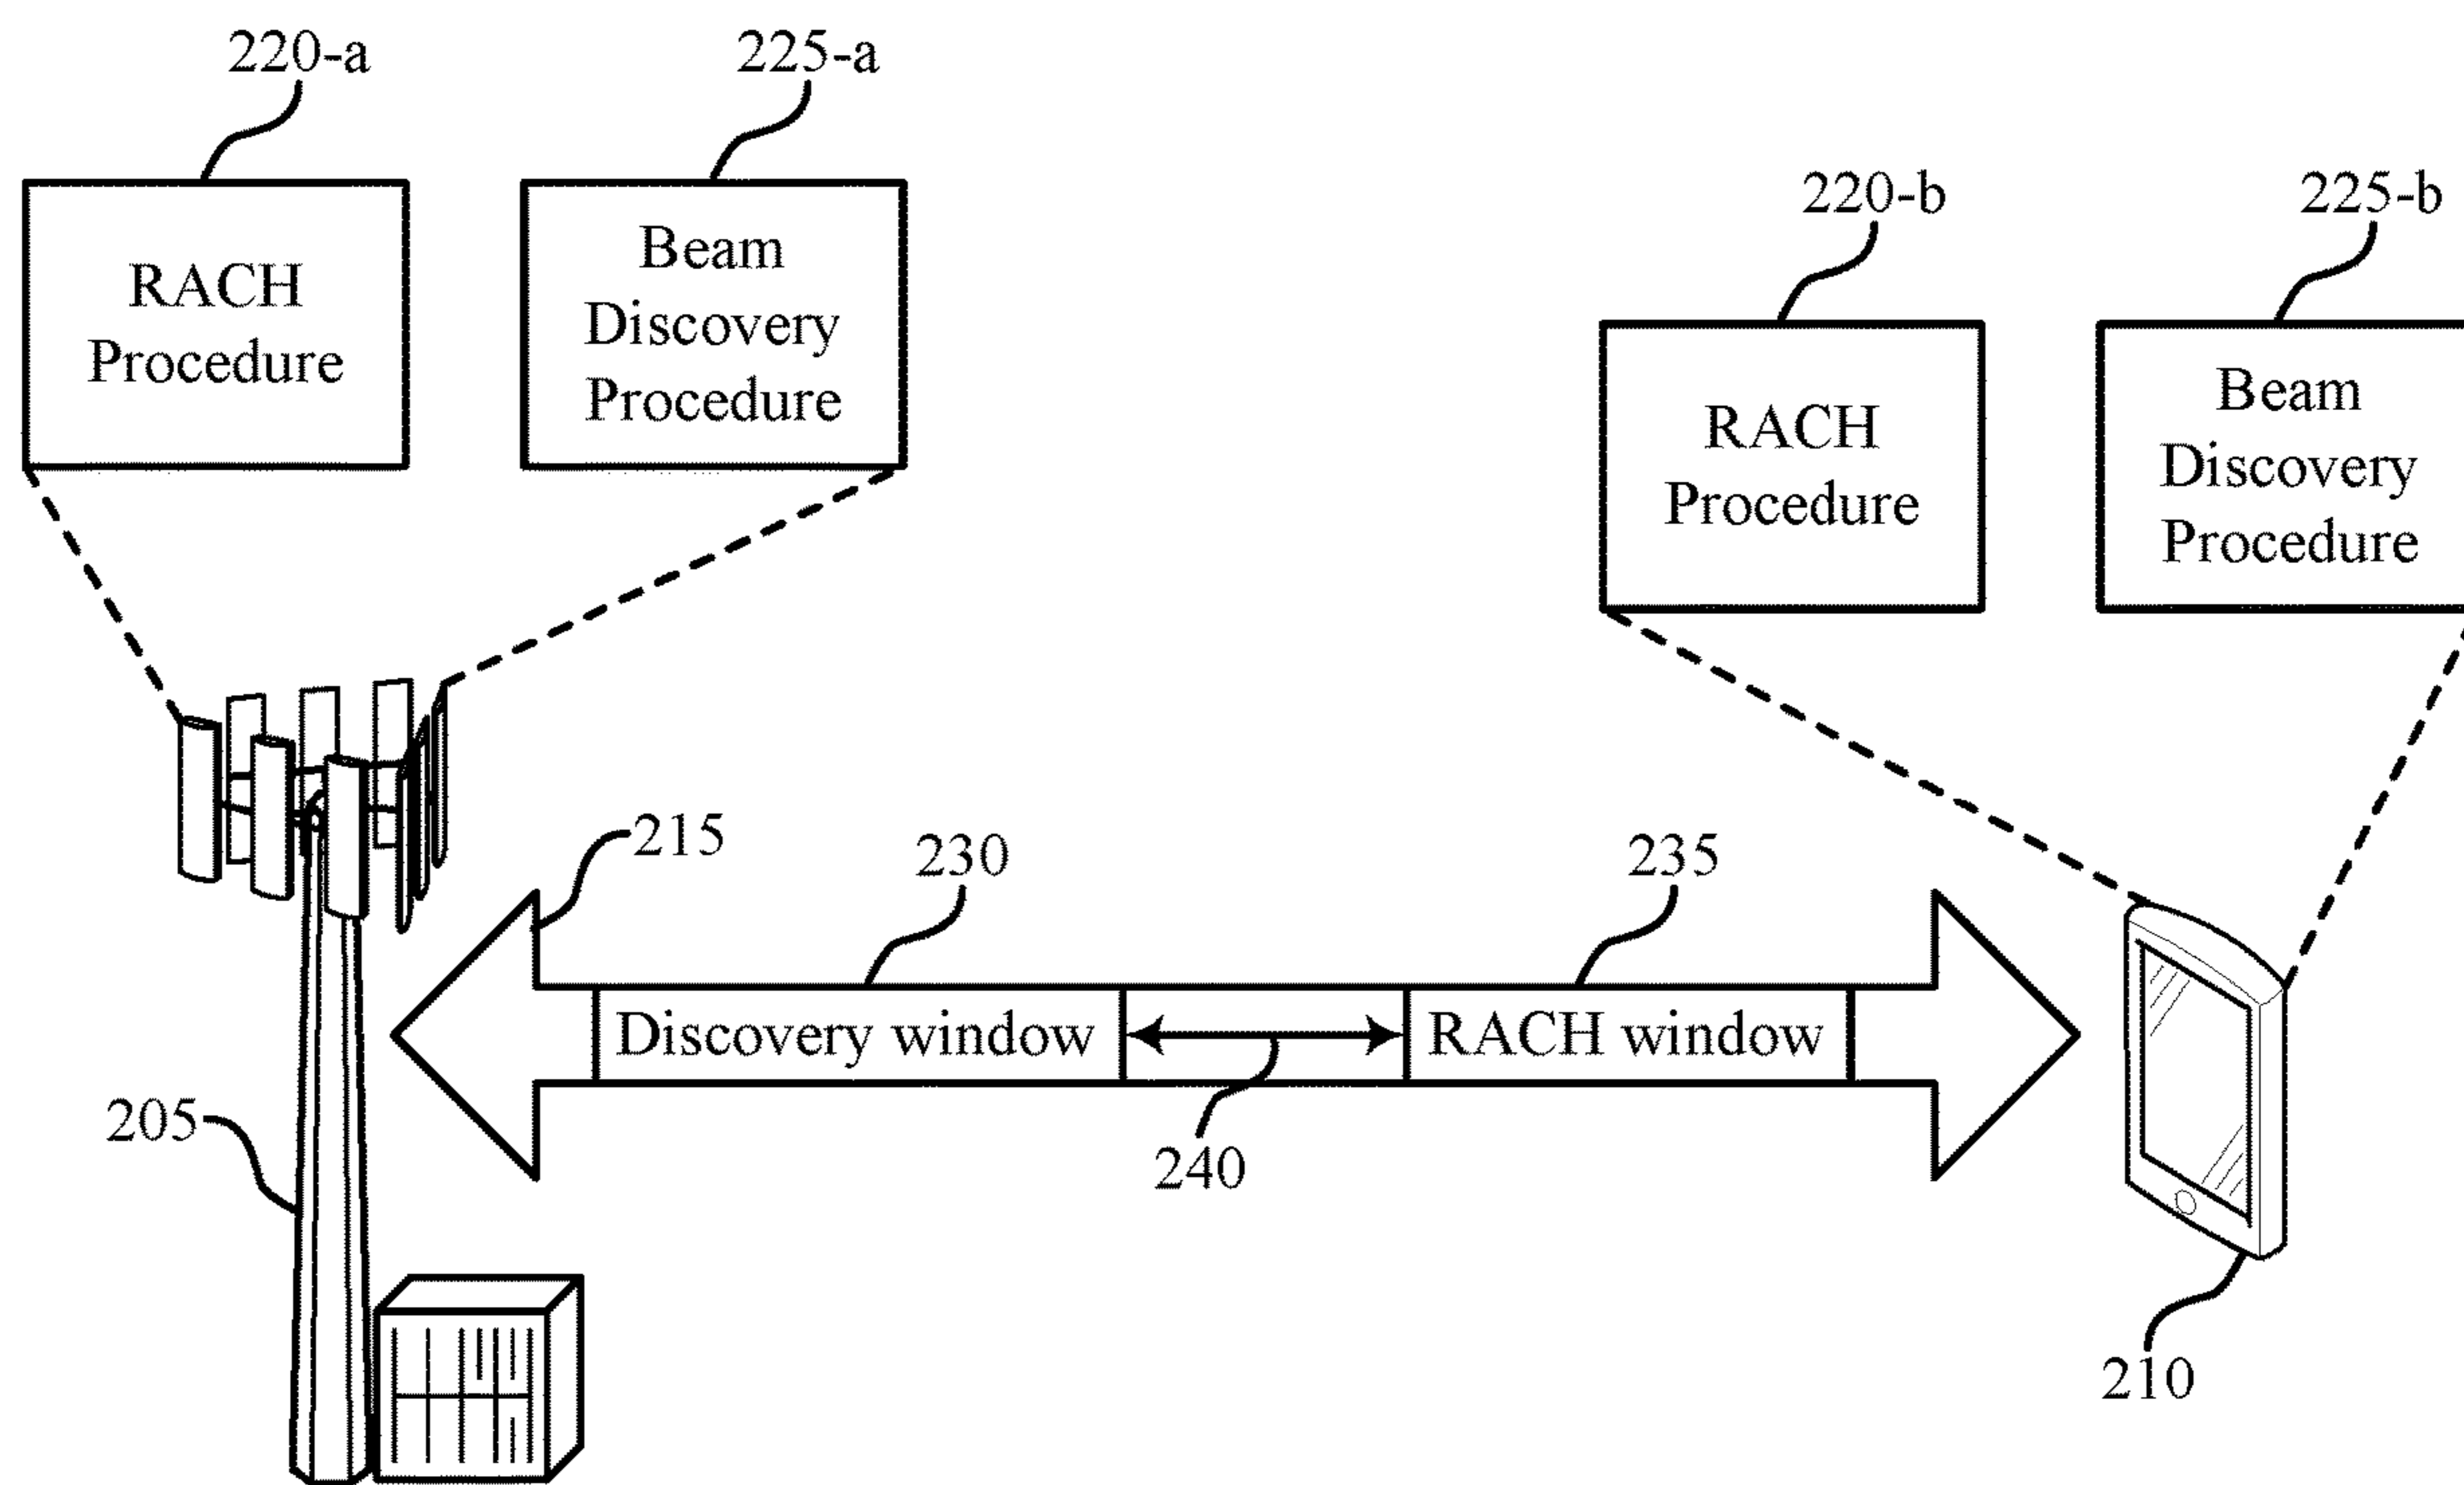 220-a
225-a
RACH
Procedure
Beam
Discovery
Procedure
220-b
225-b
RACH
Procedure
Beam
Discovery
Procedure
215
230
235
Discovery window
RACH window
205
240
210